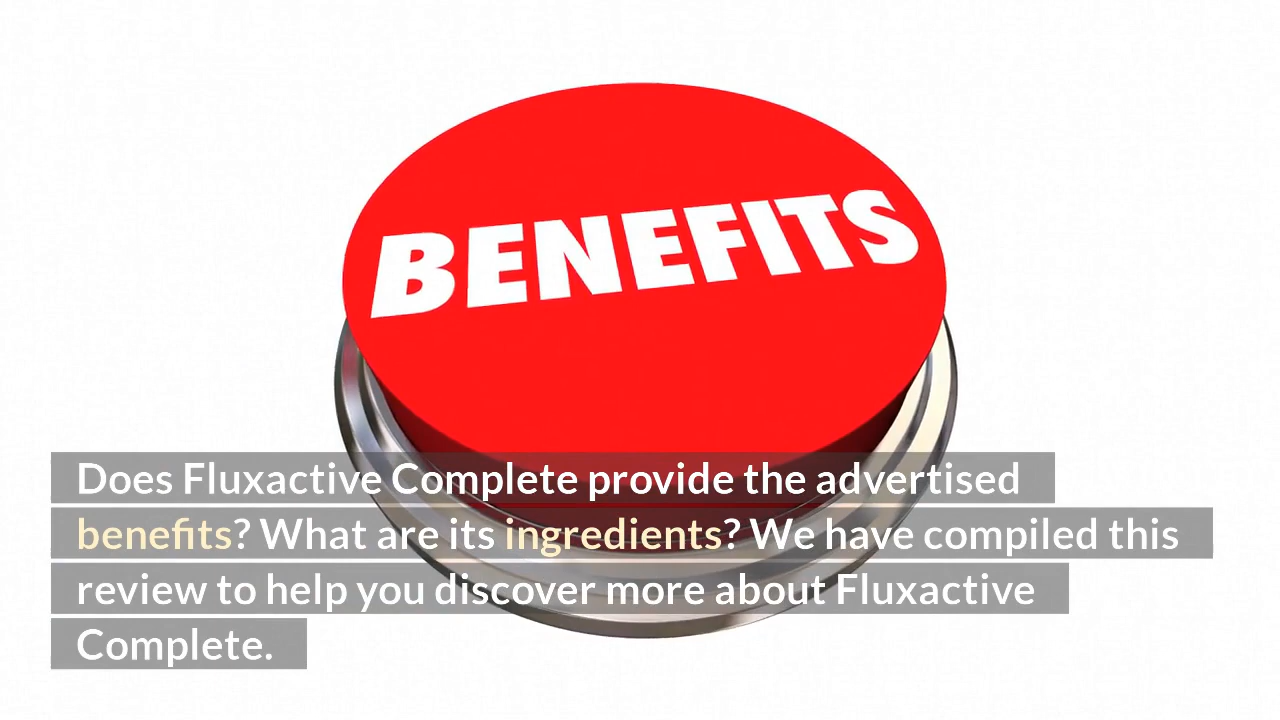 BENEFITS
Does Fluxactive Complete provide the advertised
benefits? What are its ingredients? We have compiled this
review to help you discover more about Fluxactive
Complete.